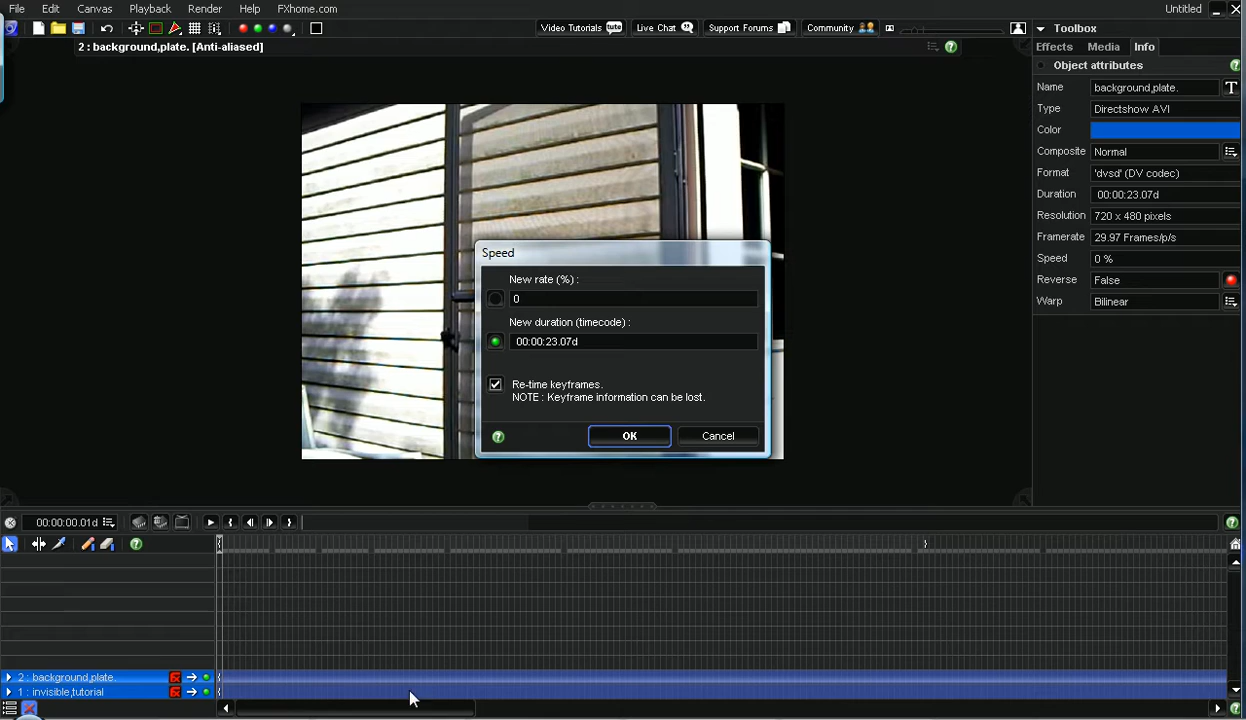 File Edit Canvas Playback Render Help FXhome.com Untitled
Video Tutorials tute Live Chat Support Forums Community Toolbox
2 : background,plate. [Anti-aliased]
Effects Media Info
Object attributes
Name background,plate. T
Type Directshow AVI
Color
Composite Normal
Format 'dvsd' (DV codec)
Duration 00:00:23.07d
Resolution 720 x 480 pixels
Framerate 29.97 Frames/p/s
Speed 0 %
Reverse False
Warp Bilinear
Speed
New rate (%) :
0
New duration (timecode) :
00:00:23.07d
Re-time keyframes.
NOTE : Keyframe information can be lost.
OK Cancel
00:00:00.01d
2 : background,plate.
1 : invisible,tutorial